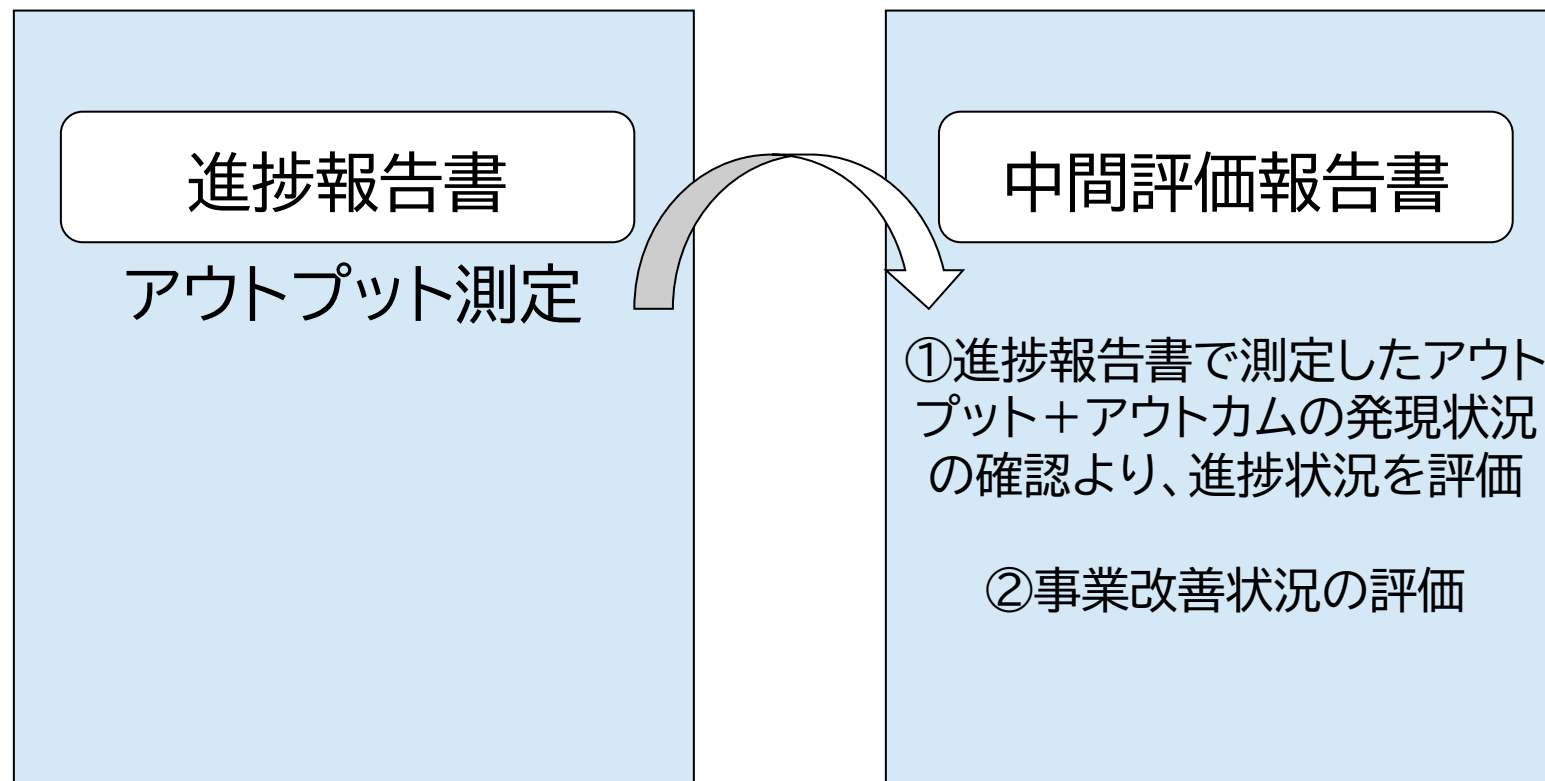 進捗報告書
アウトプット測定
中間評価報告書
①進捗報告書で測定したアウト
プット＋アウトカムの発現状況
の確認より、進捗状況を評価
②事業改善状況の評価